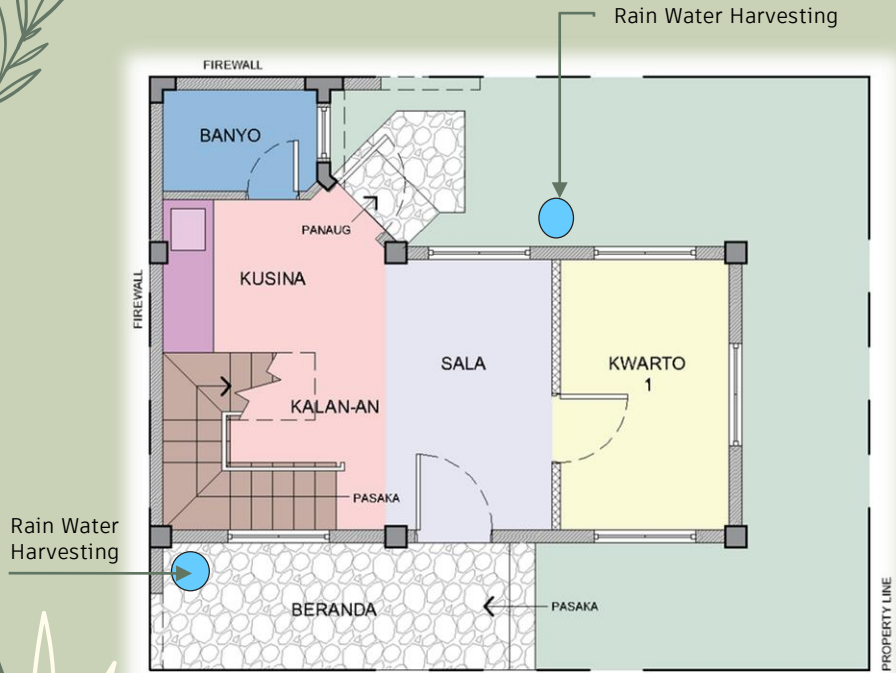 Rain Water Harvesting
FIREWALL
BANYO
PANAUG
KUSINA
FIREWALL
SALA
KWARTO
1
KALAN-AN
PASAKA
Rain Water
Harvesting
BERANDA
PASAKA
PROPERTY LINE